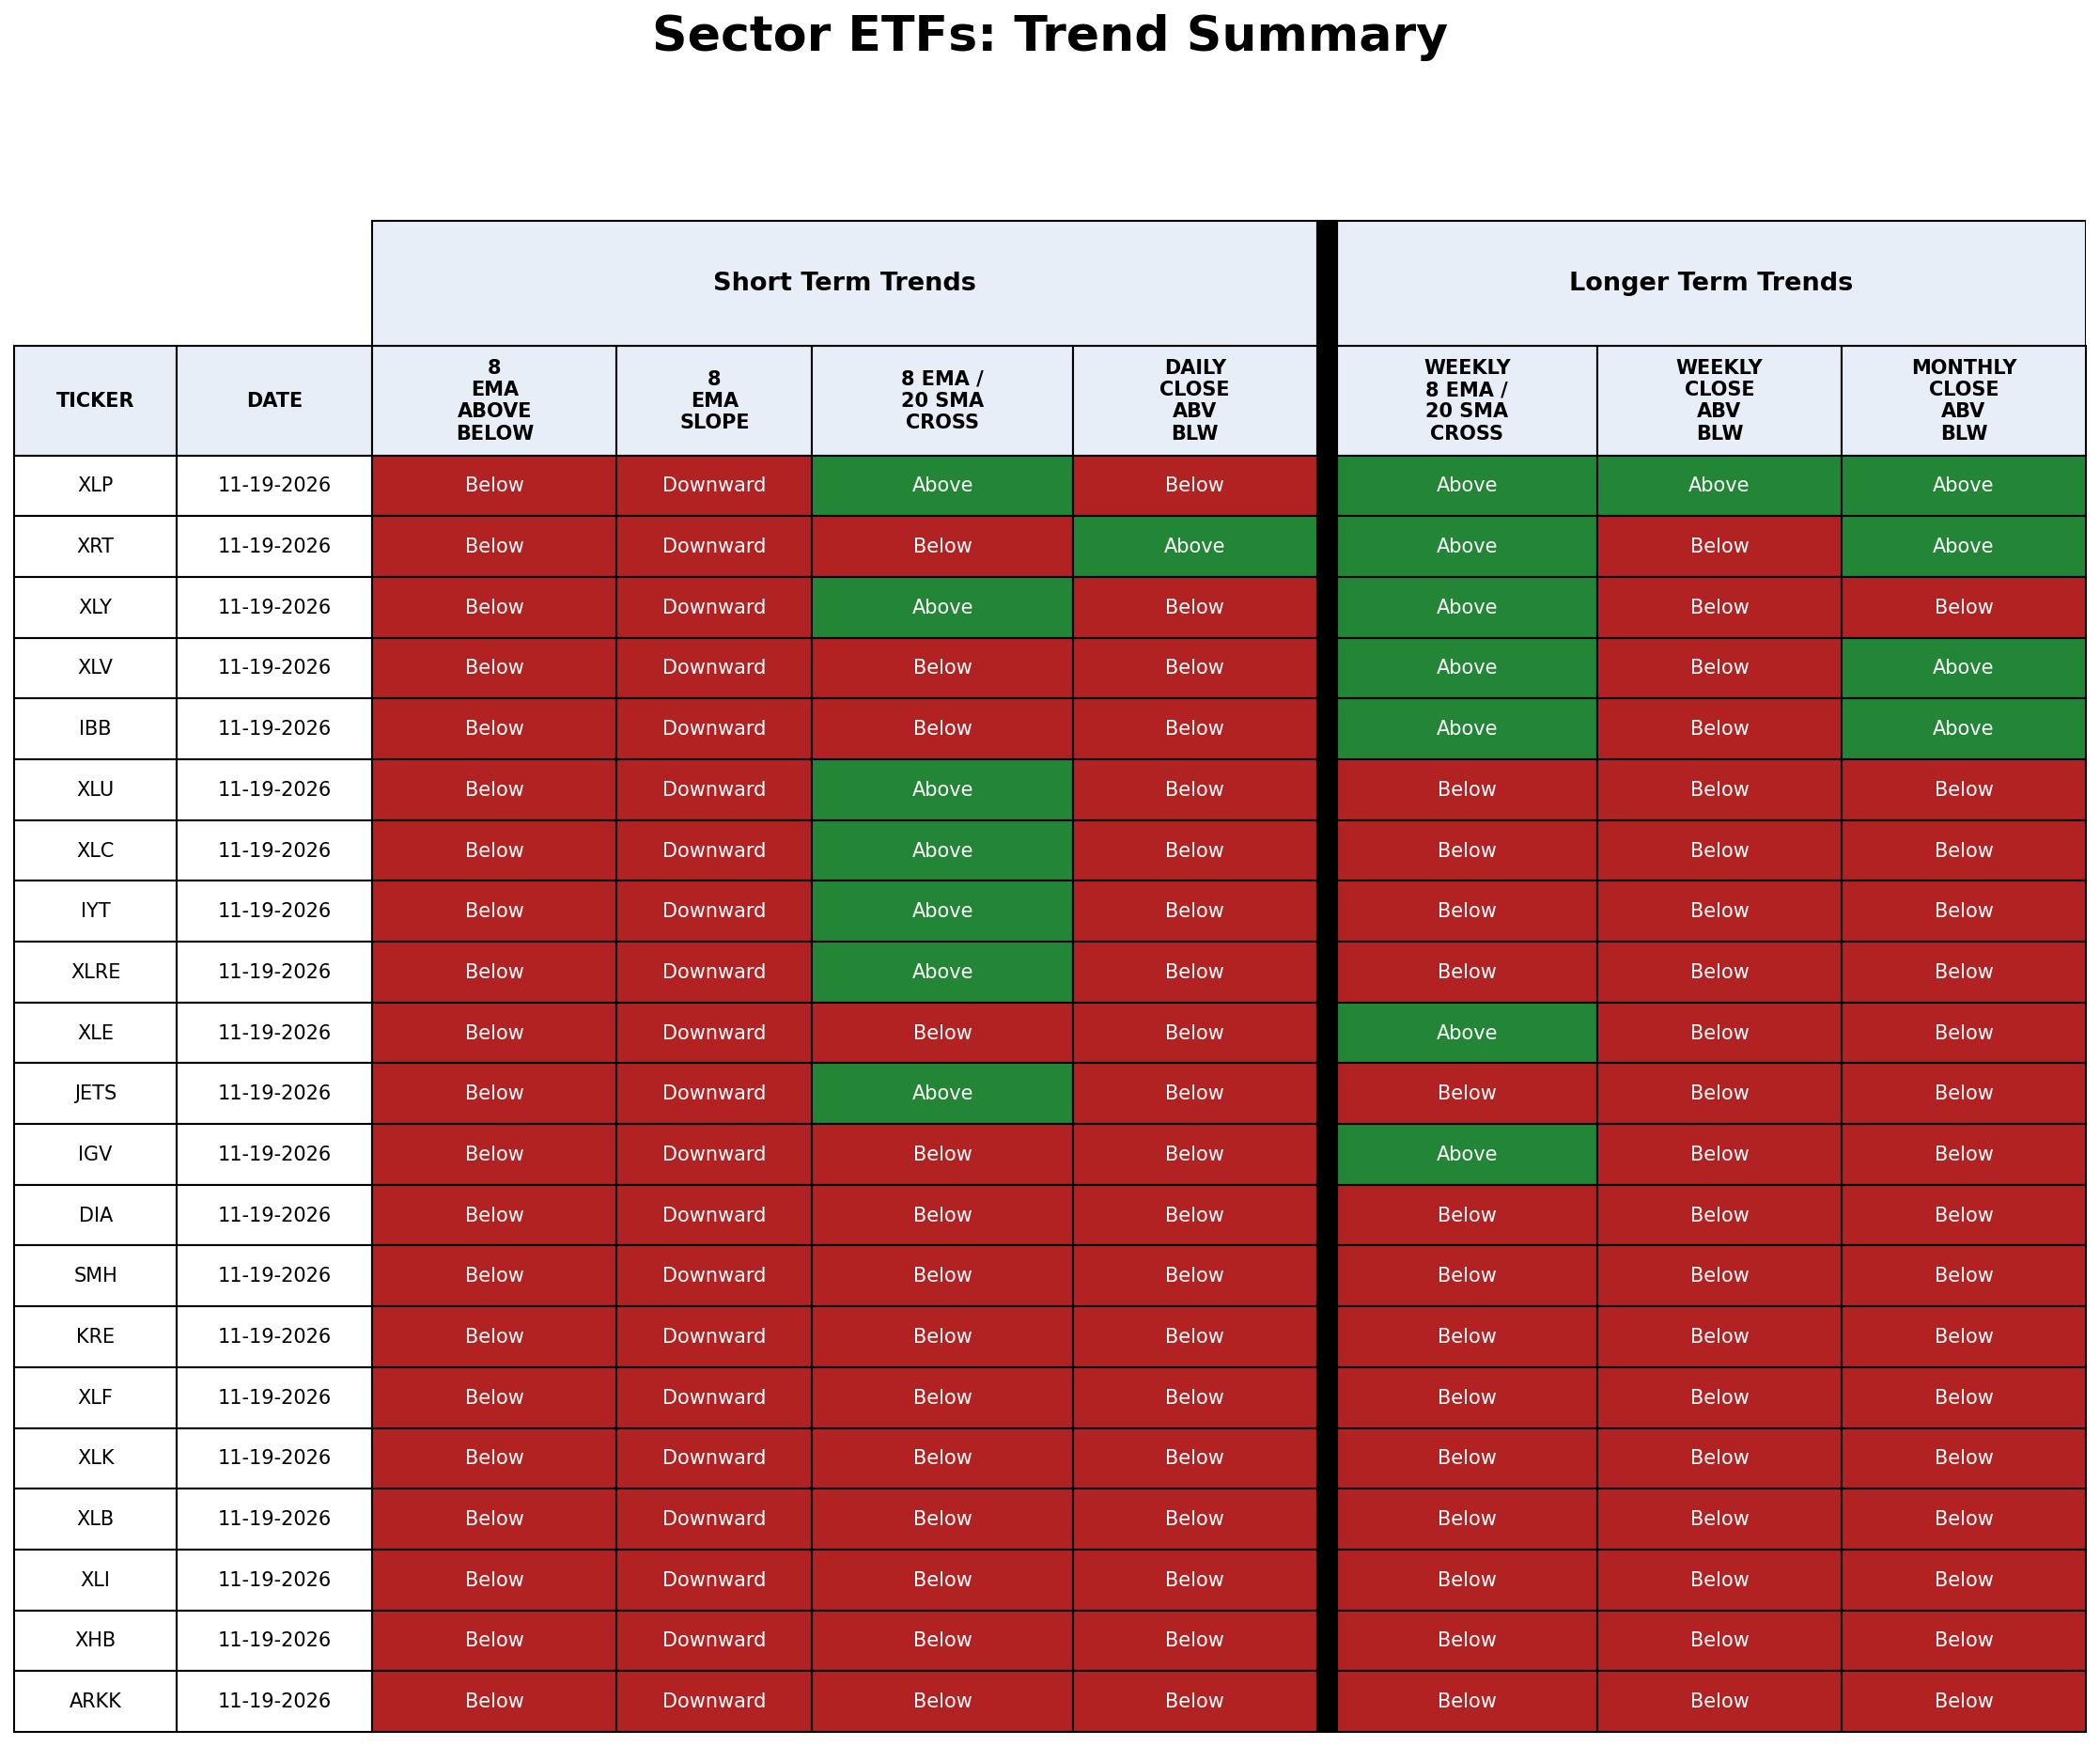 Sector ETFs: Trend Summary
Short Term Trends Longer Term Trends
TICKER DATE 8 EMA ABOVE BELOW 8 EMA SLOPE 8 EMA / 20 SMA CROSS DAILY CLOSE ABV BLW WEEKLY 8 EMA / 20 SMA CROSS WEEKLY CLOSE ABV BLW MONTHLY CLOSE ABV BLW
XLP 11-19-2026 Below Downward Above Below Above Above Above
XRT 11-19-2026 Below Downward Below Above Above Below Above
XLY 11-19-2026 Below Downward Above Below Above Below Below
XLV 11-19-2026 Below Downward Below Below Above Below Above
IBB 11-19-2026 Below Downward Below Below Above Below Above
XLU 11-19-2026 Below Downward Above Below Below Below Below
XLC 11-19-2026 Below Downward Above Below Below Below Below
IYT 11-19-2026 Below Downward Above Below Below Below Below
XLRE 11-19-2026 Below Downward Above Below Below Below Below
XLE 11-19-2026 Below Downward Below Below Above Below Below
JETS 11-19-2026 Below Downward Above Below Below Below Below
IGV 11-19-2026 Below Downward Below Below Above Below Below
DIA 11-19-2026 Below Downward Below Below Below Below Below
SMH 11-19-2026 Below Downward Below Below Below Below Below
KRE 11-19-2026 Below Downward Below Below Below Below Below
XLF 11-19-2026 Below Downward Below Below Below Below Below
XLK 11-19-2026 Below Downward Below Below Below Below Below
XLB 11-19-2026 Below Downward Below Below Below Below Below
XLI 11-19-2026 Below Downward Below Below Below Below Below
XHB 11-19-2026 Below Downward Below Below Below Below Below
ARKK 11-19-2026 Below Downward Below Below Below Below Below